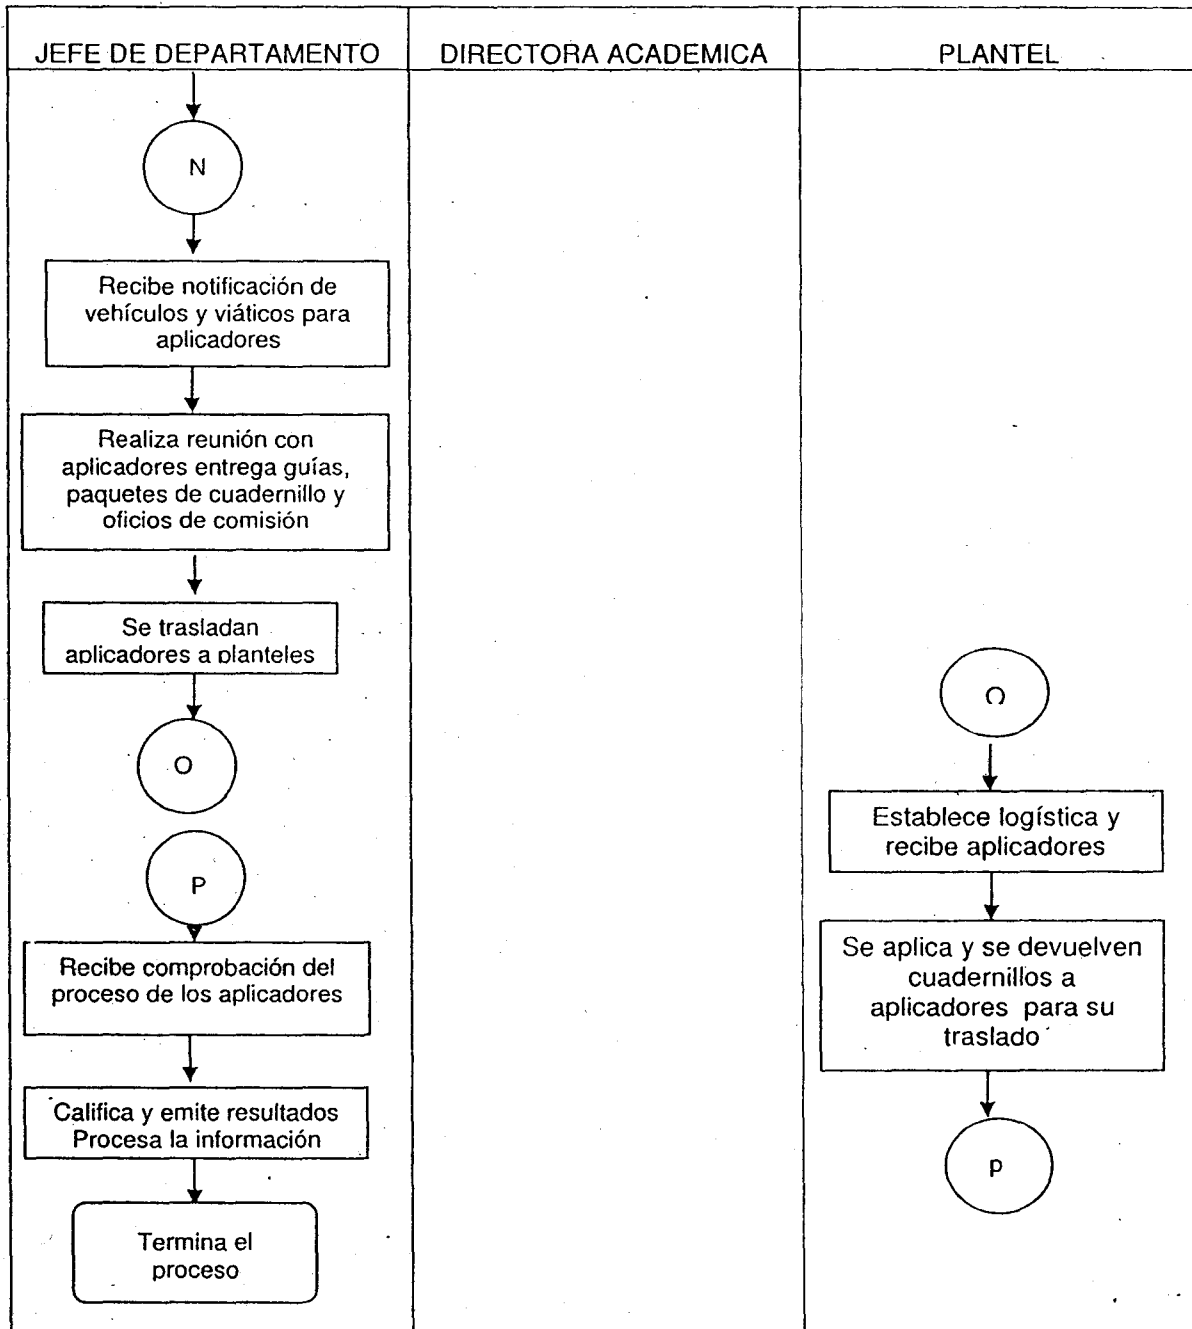 JEFE DE DEPARTAMENTO
DIRECTORA ACADEMICA
PLANTEL
N
Recibe notificación de
vehículos y viáticos para
aplicadores
Realiza reunión con
aplicadores entrega guías,
paquetes de cuadernillo y
oficios de comisión
Se trasladan
aplicadores a planteles
O
P
Recibe comprobación del
proceso de los aplicadores
Califica y emite resultados
Procesa la información
Termina el
proceso
O
Establece logística y
recibe aplicadores
Se aplica y se devuelven
cuadernillos a
aplicadores para su
traslado
p